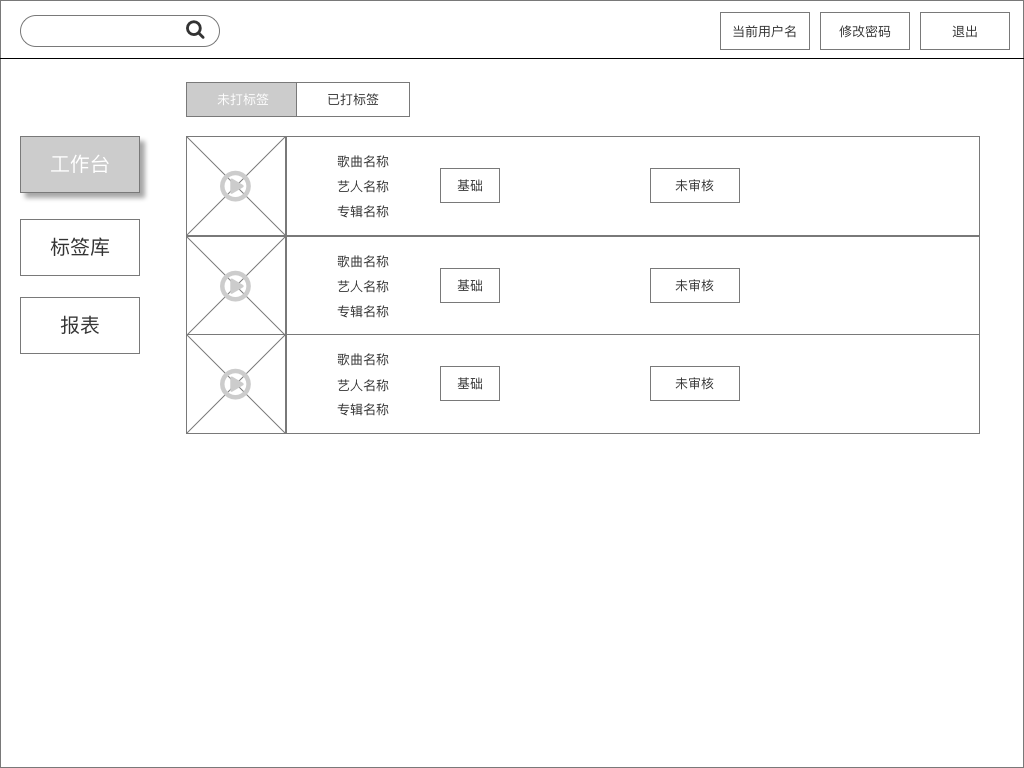 当前用户名
修改密码
退出
未打标签
已打标签
工作台
标签库
报表
歌曲名称
艺人名称
专辑名称
基础
未审核
歌曲名称
艺人名称
专辑名称
基础
未审核
歌曲名称
艺人名称
专辑名称
基础
未审核